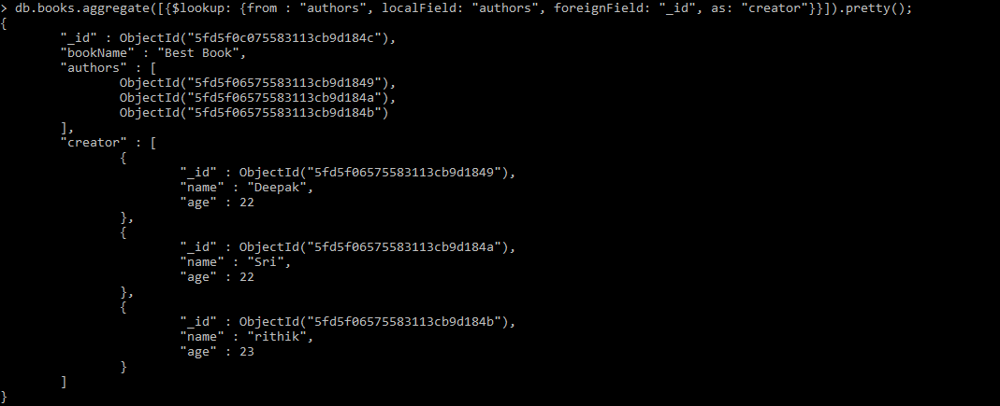 > db.books.aggregate([{$lookup: {from : "authors", localField: "authors", foreignField: "_id", as: "creator"}}]).pretty();
{
        "_id" : ObjectId("5fd5f0c075583113cb9d184c"),
        "bookName" : "Best Book",
        "authors" : [
                ObjectId("5fd5f06575583113cb9d1849"),
                ObjectId("5fd5f06575583113cb9d184a"),
                ObjectId("5fd5f06575583113cb9d184b")
        ],
        "creator" : [
                {
                        "_id" : ObjectId("5fd5f06575583113cb9d1849"),
                        "name" : "Deepak",
                        "age" : 22
                },
                {
                        "_id" : ObjectId("5fd5f06575583113cb9d184a"),
                        "name" : "Sri",
                        "age" : 22
                },
                {
                        "_id" : ObjectId("5fd5f06575583113cb9d184b"),
                        "name" : "rithik",
                        "age" : 23
                }
        ]
}